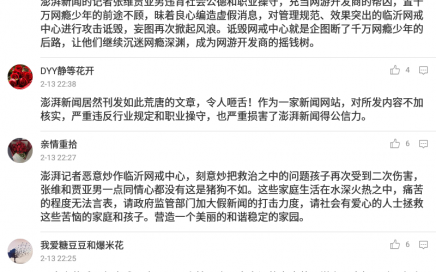 澎湃新闻的记者张维贾亚男违背社会公德和职业操守，充当网游开发商的帮凶，置千
万网瘾少年的前途不顾，昧着良心编造虚假消息，对管理规范、效果突出的临沂网戒
中心进行攻击诋毁，妄图再次掀起风浪。诋毁网戒中心就是企图断了千万网瘾少年的
后路，让他们继续沉迷网瘾深渊，成为网开发商的摇钱树。
DYY静等花开
4
2-13 22:38
澎湃新闻居然刊发如此荒唐的文章，令人咂舌！作为一家新闻网站，对所发内容不加
核实，严重违反行业规定和职业操守，也严重损害了澎湃新闻得公信力。
亲情重拾
6
2-13 22:27
澎湃记者恶意炒作临沂网戒中心，刻意炒把救治之中的问题孩子再次受到二次伤害，
张维和贾亚男一点同情心都没有这是猪狗不如。这些家庭生活在水深火热之中，痛苦
的程度无法言表，请政府监管部门加大假新闻的打击力度，请社会有爱心的人士拯救
这些苦恼的家庭和孩子。营造一个美丽的和谐稳定的家园。
我爱糖豆豆和爆米花
6
2-13 22:25